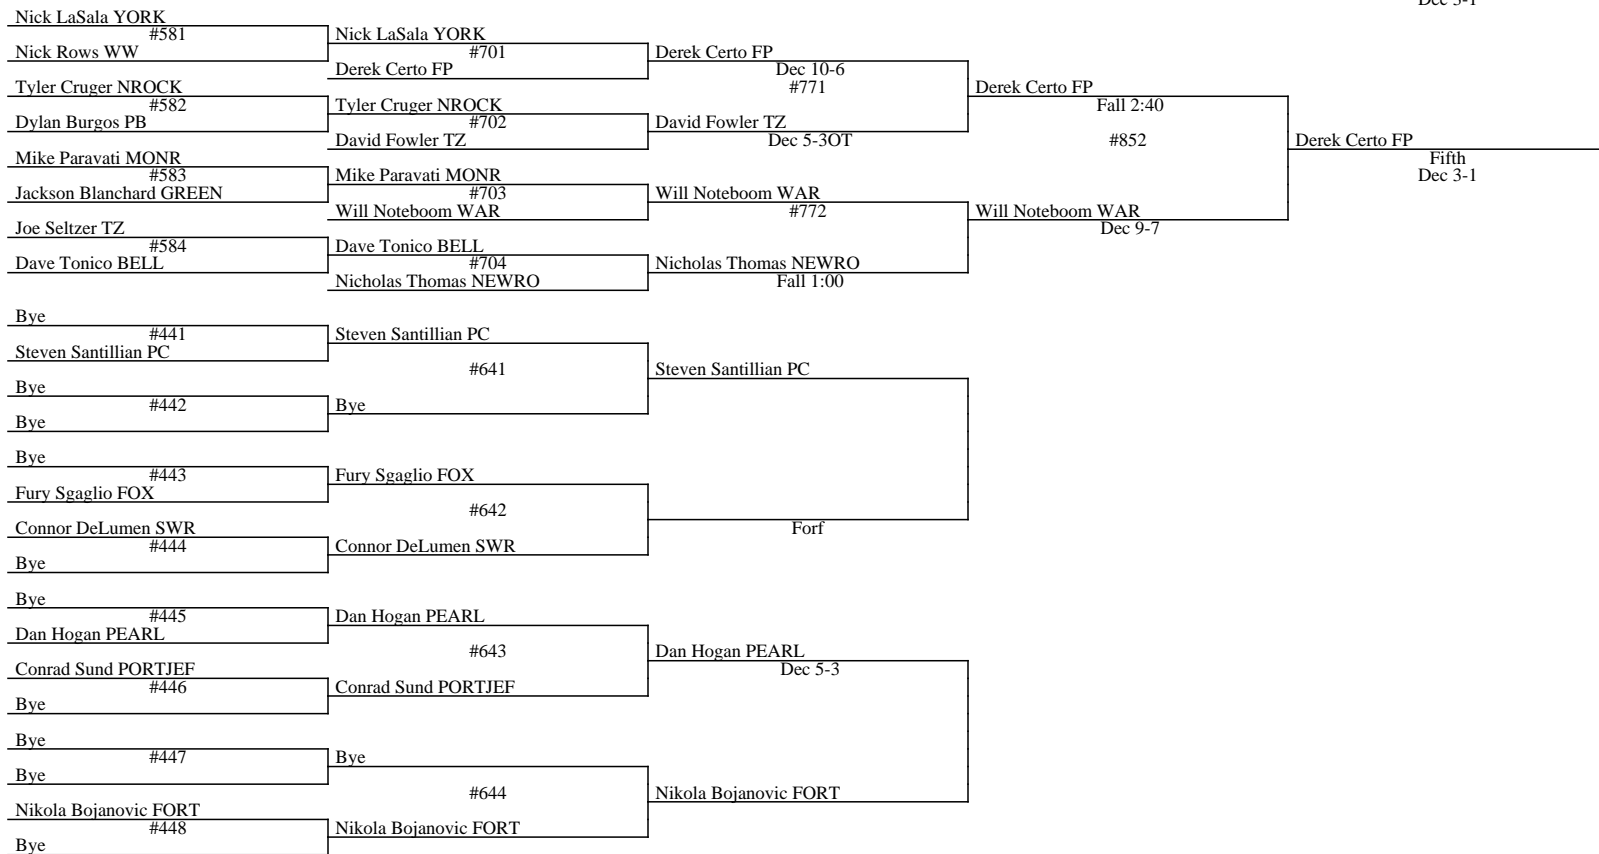 Dec 3-1
Nick LaSala YORK
#581
Nick Rows WW
Nick LaSala YORK
#701
Derek Certo FP
Derek Certo FP
Dec 10-6
#771
Tyler Cruger NROCK
#582
Dylan Burgos PB
Tyler Cruger NROCK
#702
David Fowler TZ
David Fowler TZ
Dec 5-3OT
Derek Certo FP
Fall 2:40
#852
Derek Certo FP
Fifth
Dec 3-1
Mike Paravati MONR
#583
Jackson Blanchard GREEN
Mike Paravati MONR
#703
Will Noteboom WAR
Will Noteboom WAR
#772
Will Noteboom WAR
Dec 9-7
Joe Seltzer TZ
#584
Dave Tonico BELL
Dave Tonico BELL
#704
Nicholas Thomas NEWRO
Nicholas Thomas NEWRO
Fall 1:00
Bye
#441
Steven Santillian PC
Steven Santillian PC
#641
Steven Santillian PC
Bye
#442
Bye
Bye
Bye
#443
Fury Sgaglio FOX
Fury Sgaglio FOX
#642
Forf
Connor DeLumen SWR
#444
Bye
Connor DeLumen SWR
Bye
#445
Dan Hogan PEARL
Dan Hogan PEARL
#643
Dan Hogan PEARL
Dec 5-3
Conrad Sund PORTJEF
#446
Bye
Conrad Sund PORTJEF
Bye
#447
Bye
Bye
#644
Nikola Bojanovic FORT
Nikola Bojanovic FORT
#448
Bye
Nikola Bojanovic FORT